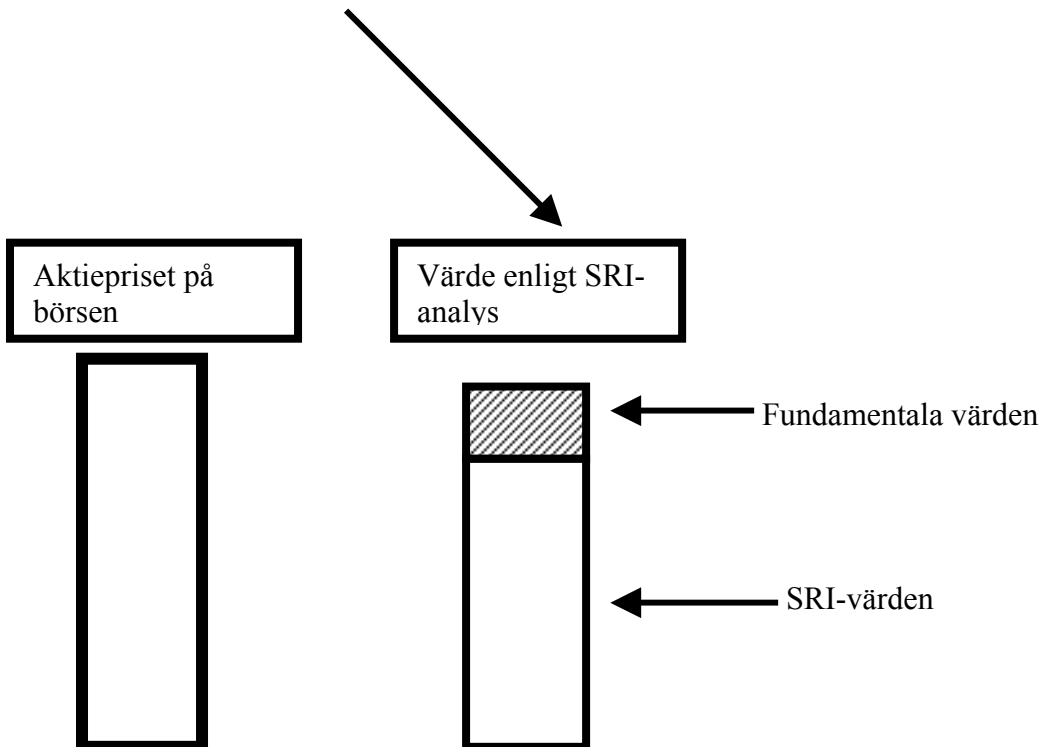 Aktiepriset på
börsen
Värde enligt SRI-
analys
Fundamentala värden
SRI-värden